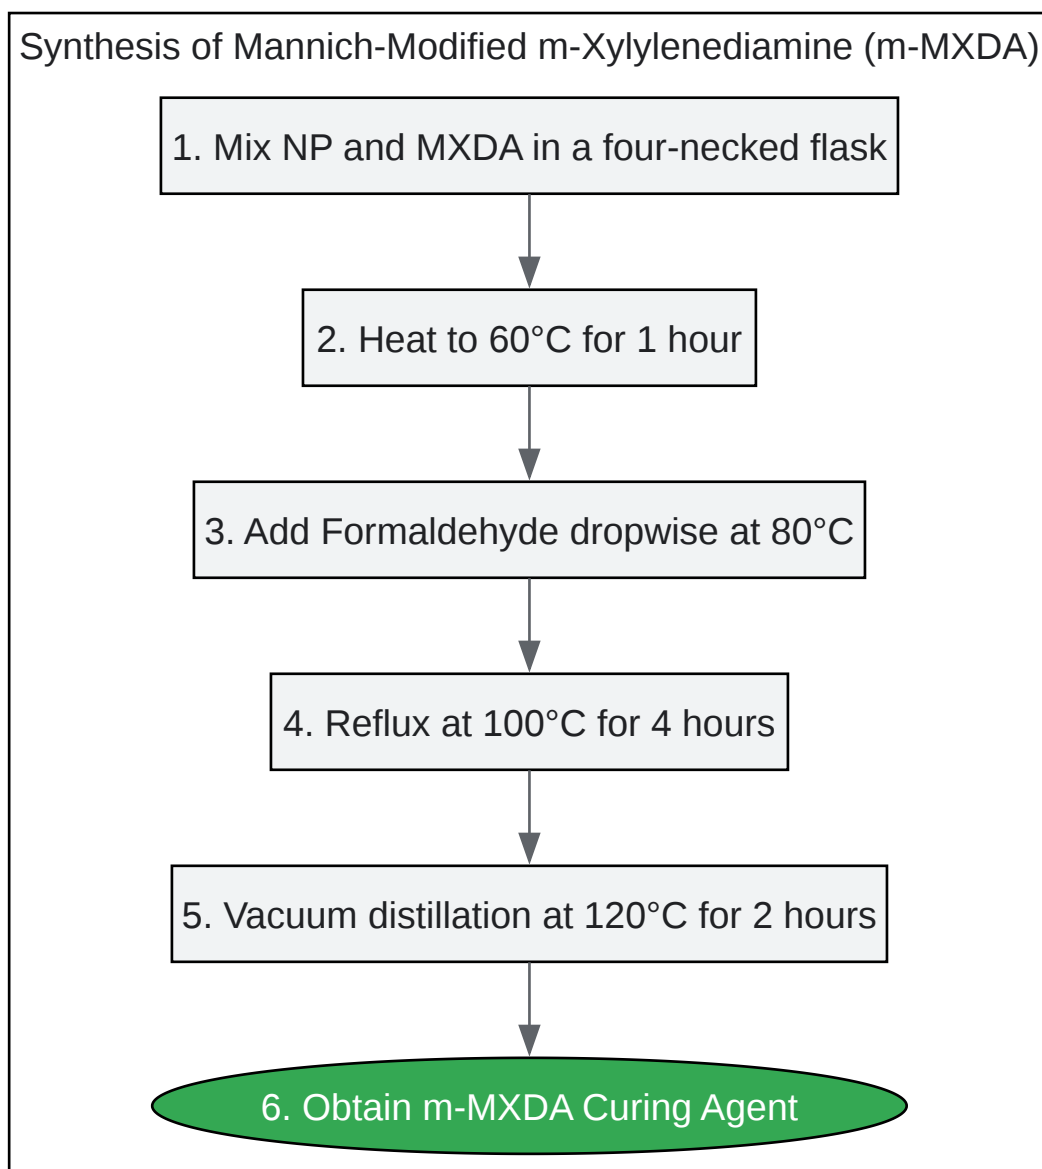 Synthesis of Mannich-Modified m-Xylylenediamine (m-MXDA)
1. Mix NP and MXDA in a four-necked flask
2. Heat to 60°C for 1 hour
3. Add Formaldehyde dropwise at 80°C
4. Reflux at 100°C for 4 hours
5. Vacuum distillation at 120°C for 2 hours
6. Obtain m-MXDA Curing Agent